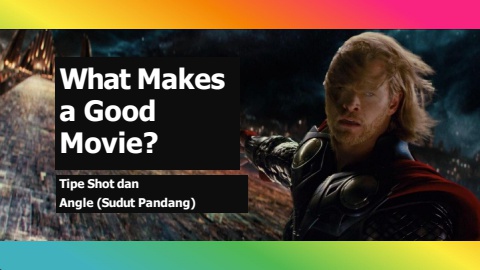 What Makes
a Good
Movie?
Tipe Shot dan
Angle (Sudut Pandang)